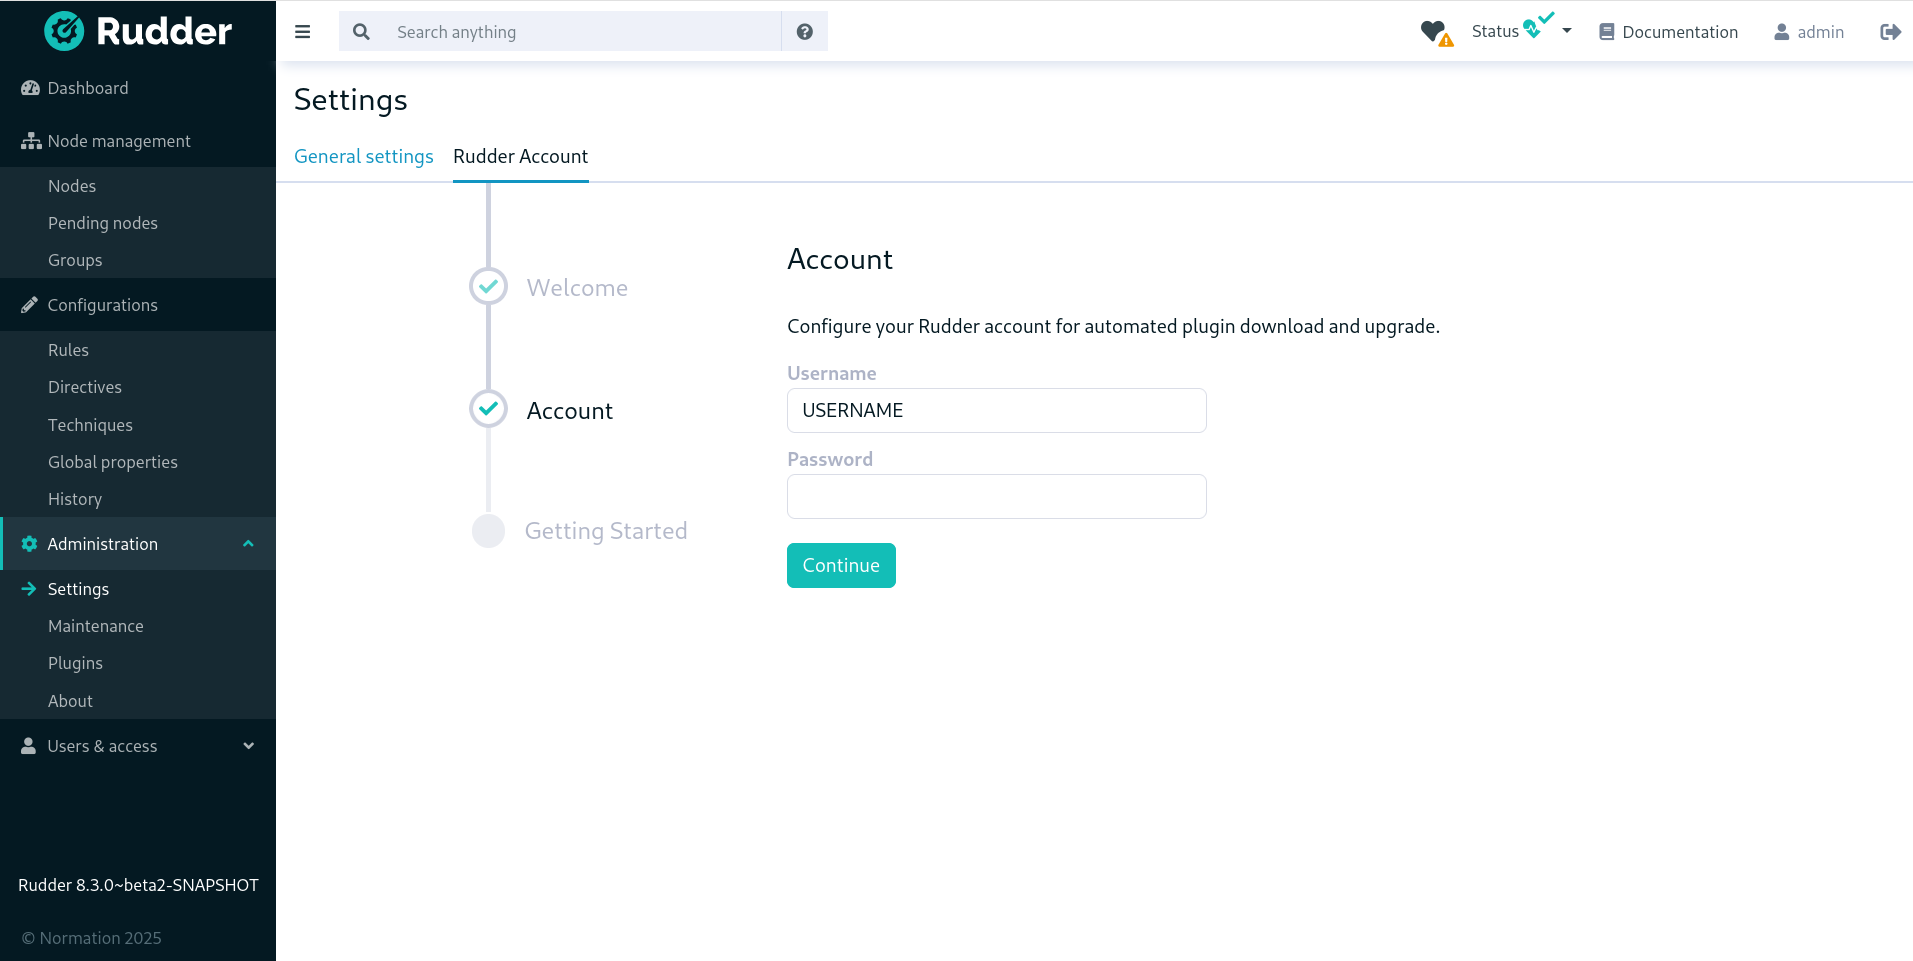 Rudder
Search anything
Status
Documentation
admin
Dashboard
Node management
Nodes
Pending nodes
Groups
Configurations
Rules
Directives
Techniques
Global properties
History
Administration
Settings
Maintenance
Plugins
About
Users & access
Rudder 8.3.0~beta2-SNAPSHOT
© Normation 2025
Settings
General settings
Rudder Account
Welcome
Account
Getting Started
Account
Configure your Rudder account for automated plugin download and upgrade.
Username
USERNAME
Password
Continue